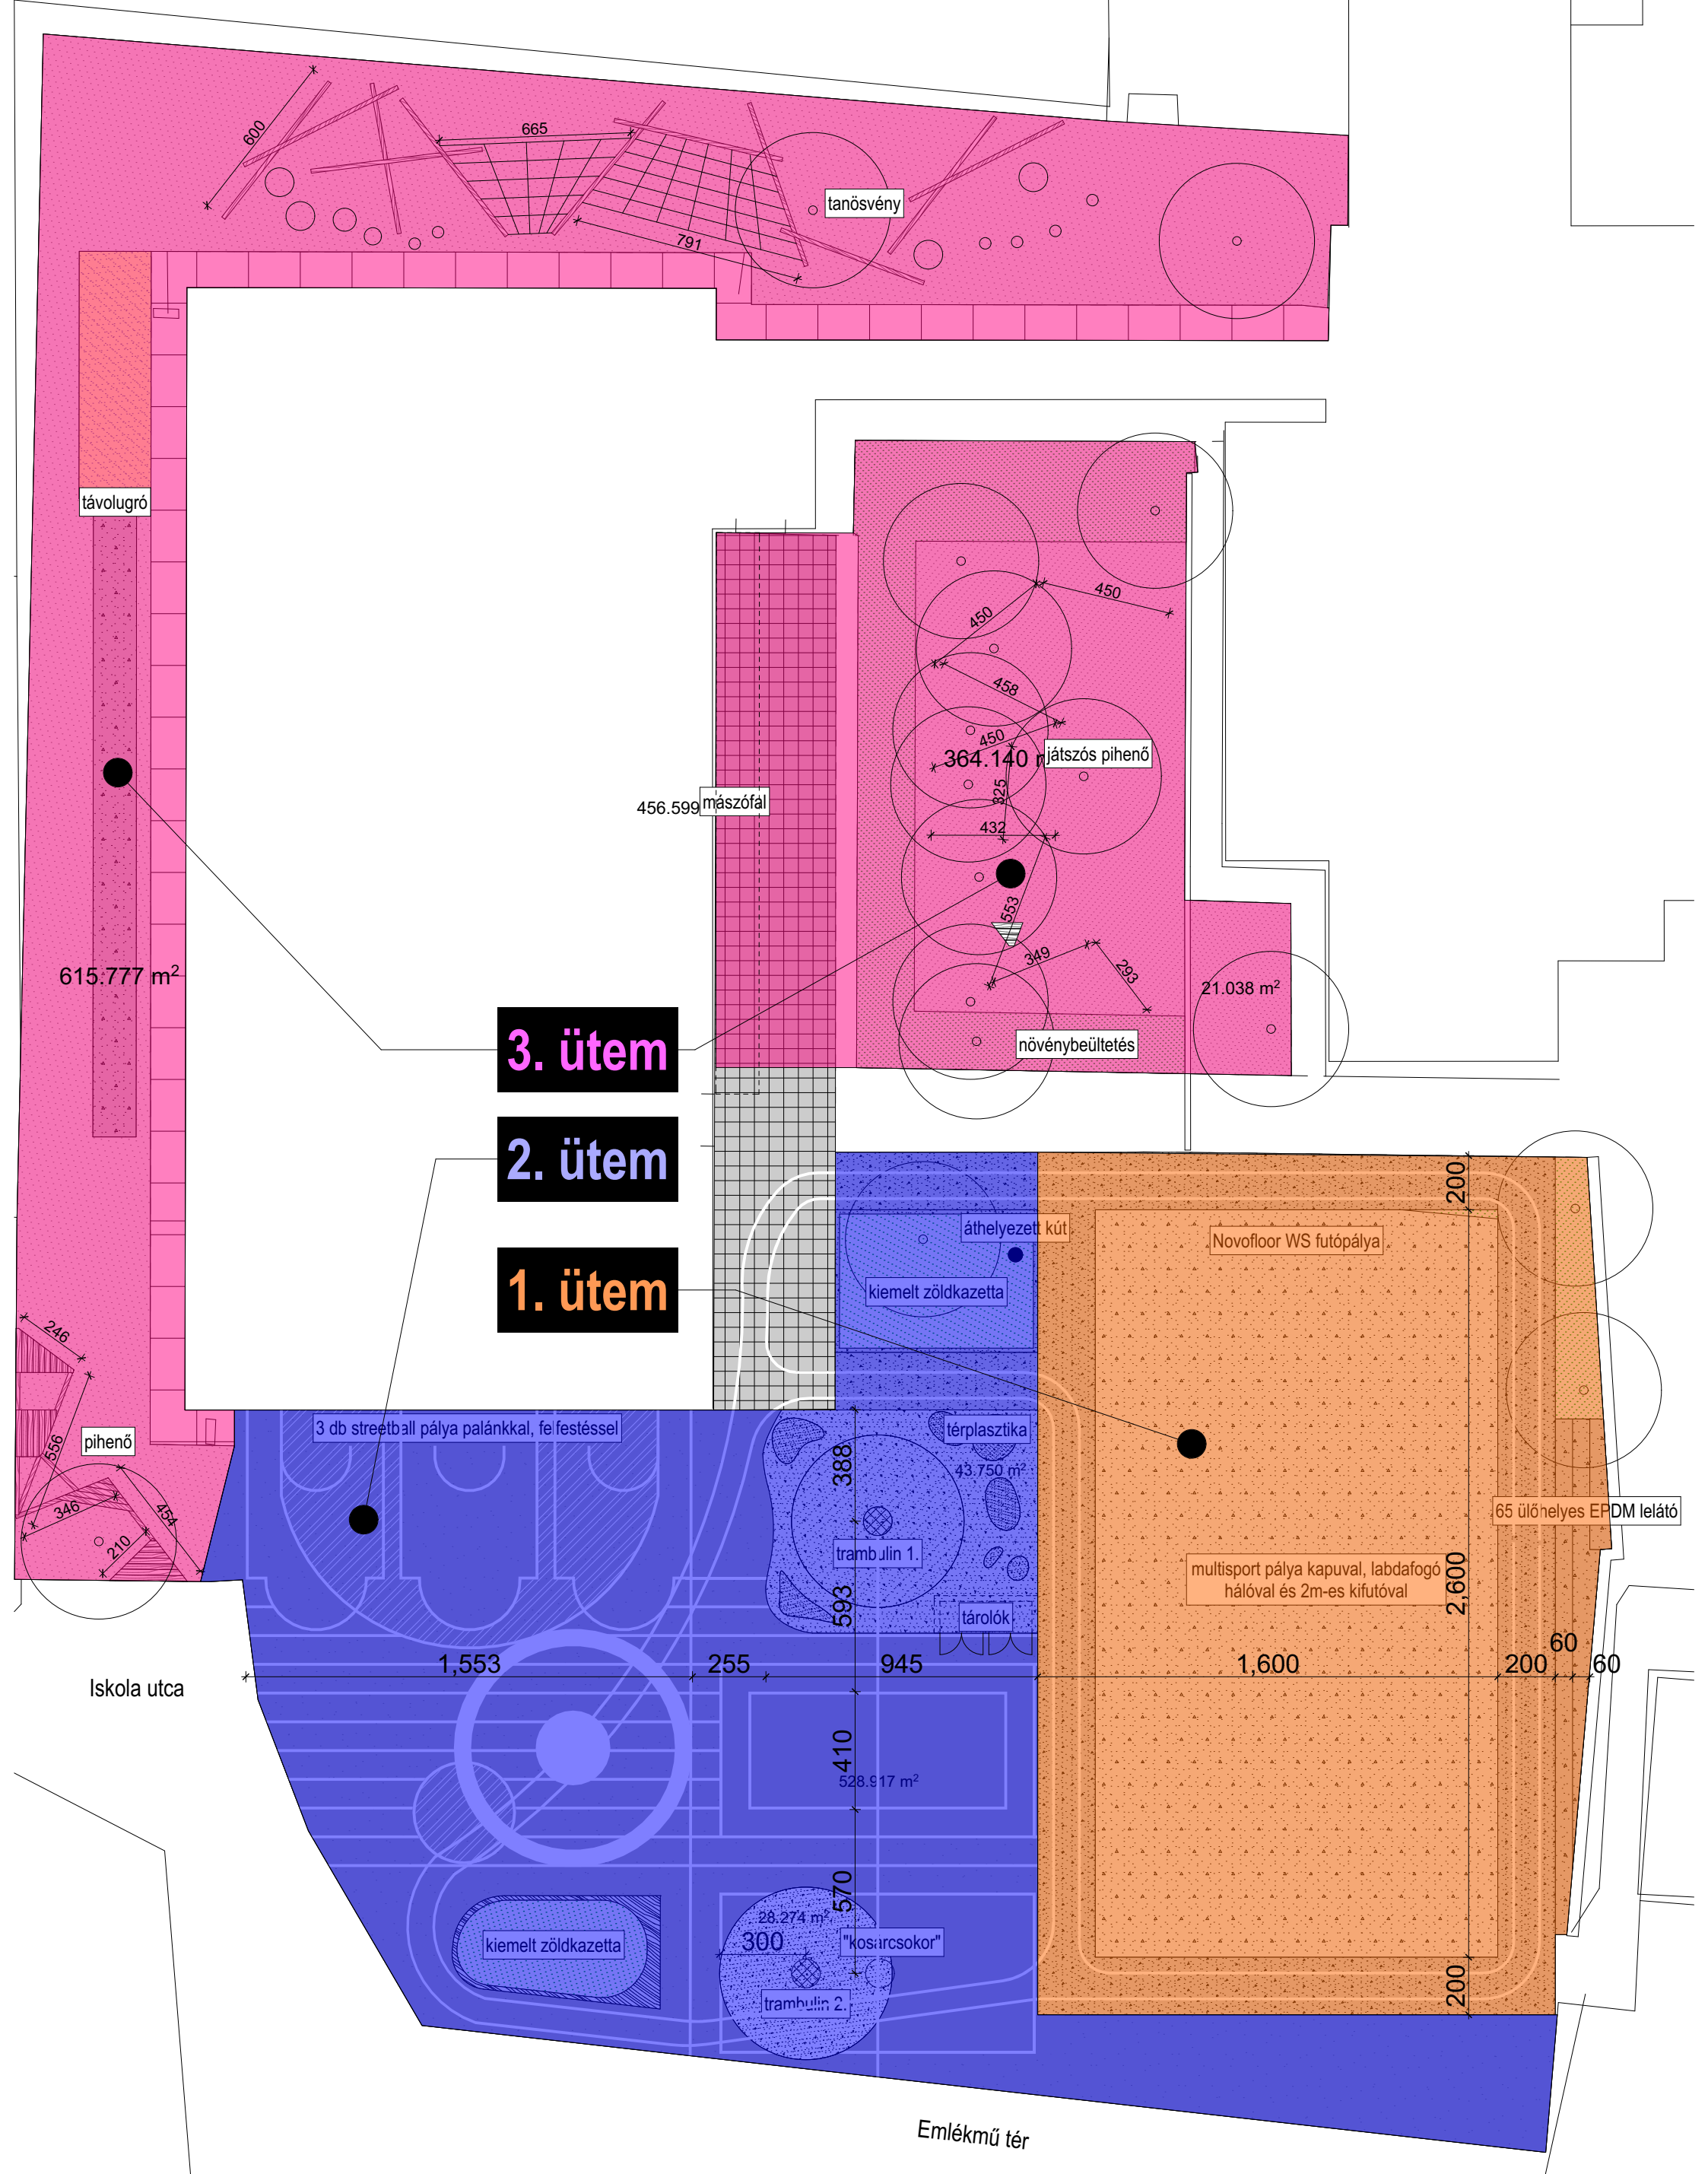 600
665
791
tanösvény
távolugró
450
450
458
450
364.140
játszós pihenő
325
456.599
mászófal
432
553
349
293
615.777 m²
21.038 m²
3. ütem
növénybeültetés
2. ütem
200
áthelyezett kút
Novofloor WS futópálya
1. ütem
kiemelt zöldkazetta
246
3 db streetball pálya palánkkal, felfestéssel
térplasztika
pihenő
556
388
43.750 m²
346
454
210
65 ülőhelyes EPDM lelátó
trambulin 1.
multisport pálya kapuval, labdafogó
hálóval és 2m-es kifutóval
2,600
593
tárolók
60
1,553
255
945
1,600
200
60
Iskola utca
410
528.917 m²
570
28.274 m²
kiemelt zöldkazetta
300
"kosárcsokor"
trambulin 2.
200
Emlékmű tér